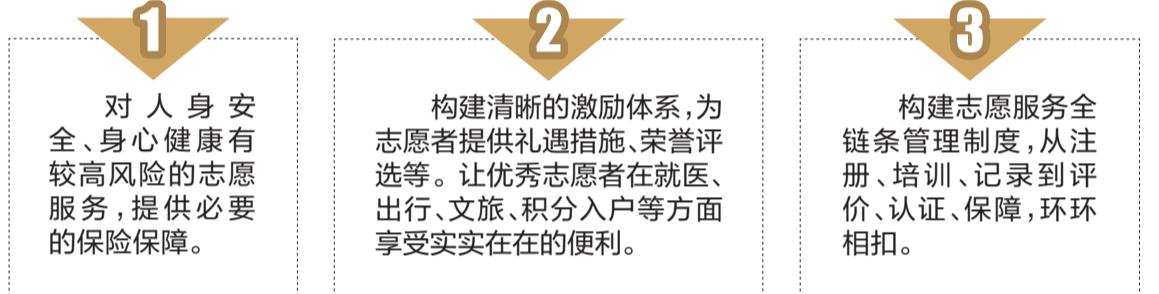 1
对人身安
全、身心健康有
较高风险的志愿
服务,提供必要
的保险保障。
2
构建清晰的激励体系,为
志愿者提供礼遇措施、荣誉评
选等。让优秀志愿者在就医、
出行、文旅、积分入户等方面
享受实实在在的便利。
3
构建志愿服务全
链条管理制度,从注
册、培训、记录到评
价、认证、保障,环环
相扣。